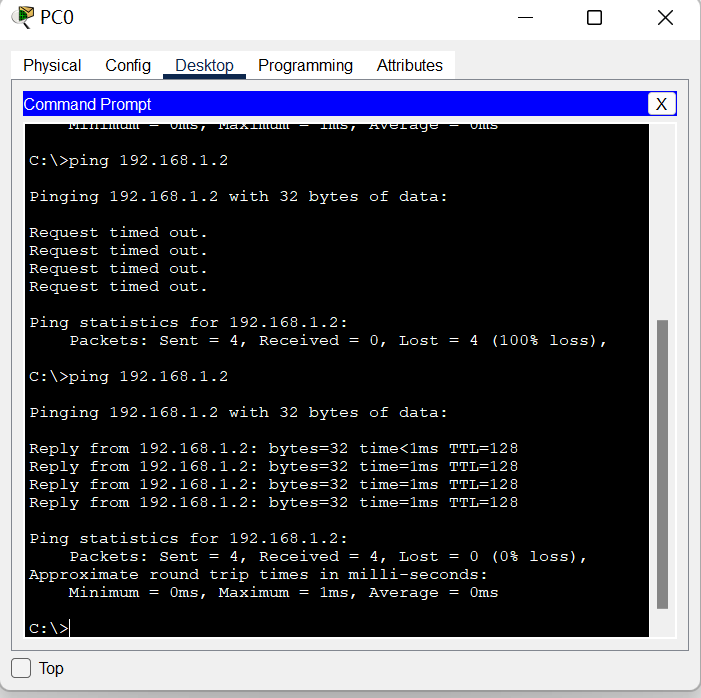 PC0
Physical Config Desktop Programming Attributes
Command Prompt X
Minimum = 0ms, Maximum = 1ms, Average = 0ms
C:\>ping 192.168.1.2
Pinging 192.168.1.2 with 32 bytes of data:
Request timed out.
Request timed out.
Request timed out.
Request timed out.
Ping statistics for 192.168.1.2:
Packets: Sent = 4, Received = 0, Lost = 4 (100% loss),
C:\>ping 192.168.1.2
Pinging 192.168.1.2 with 32 bytes of data:
Reply from 192.168.1.2: bytes=32 time<1ms TTL=128
Reply from 192.168.1.2: bytes=32 time=1ms TTL=128
Reply from 192.168.1.2: bytes=32 time=1ms TTL=128
Reply from 192.168.1.2: bytes=32 time=1ms TTL=128
Ping statistics for 192.168.1.2:
Packets: Sent = 4, Received = 4, Lost = 0 (0% loss),
Approximate round trip times in milli-seconds:
Minimum = 0ms, Maximum = 1ms, Average = 0ms
C:\>
Top